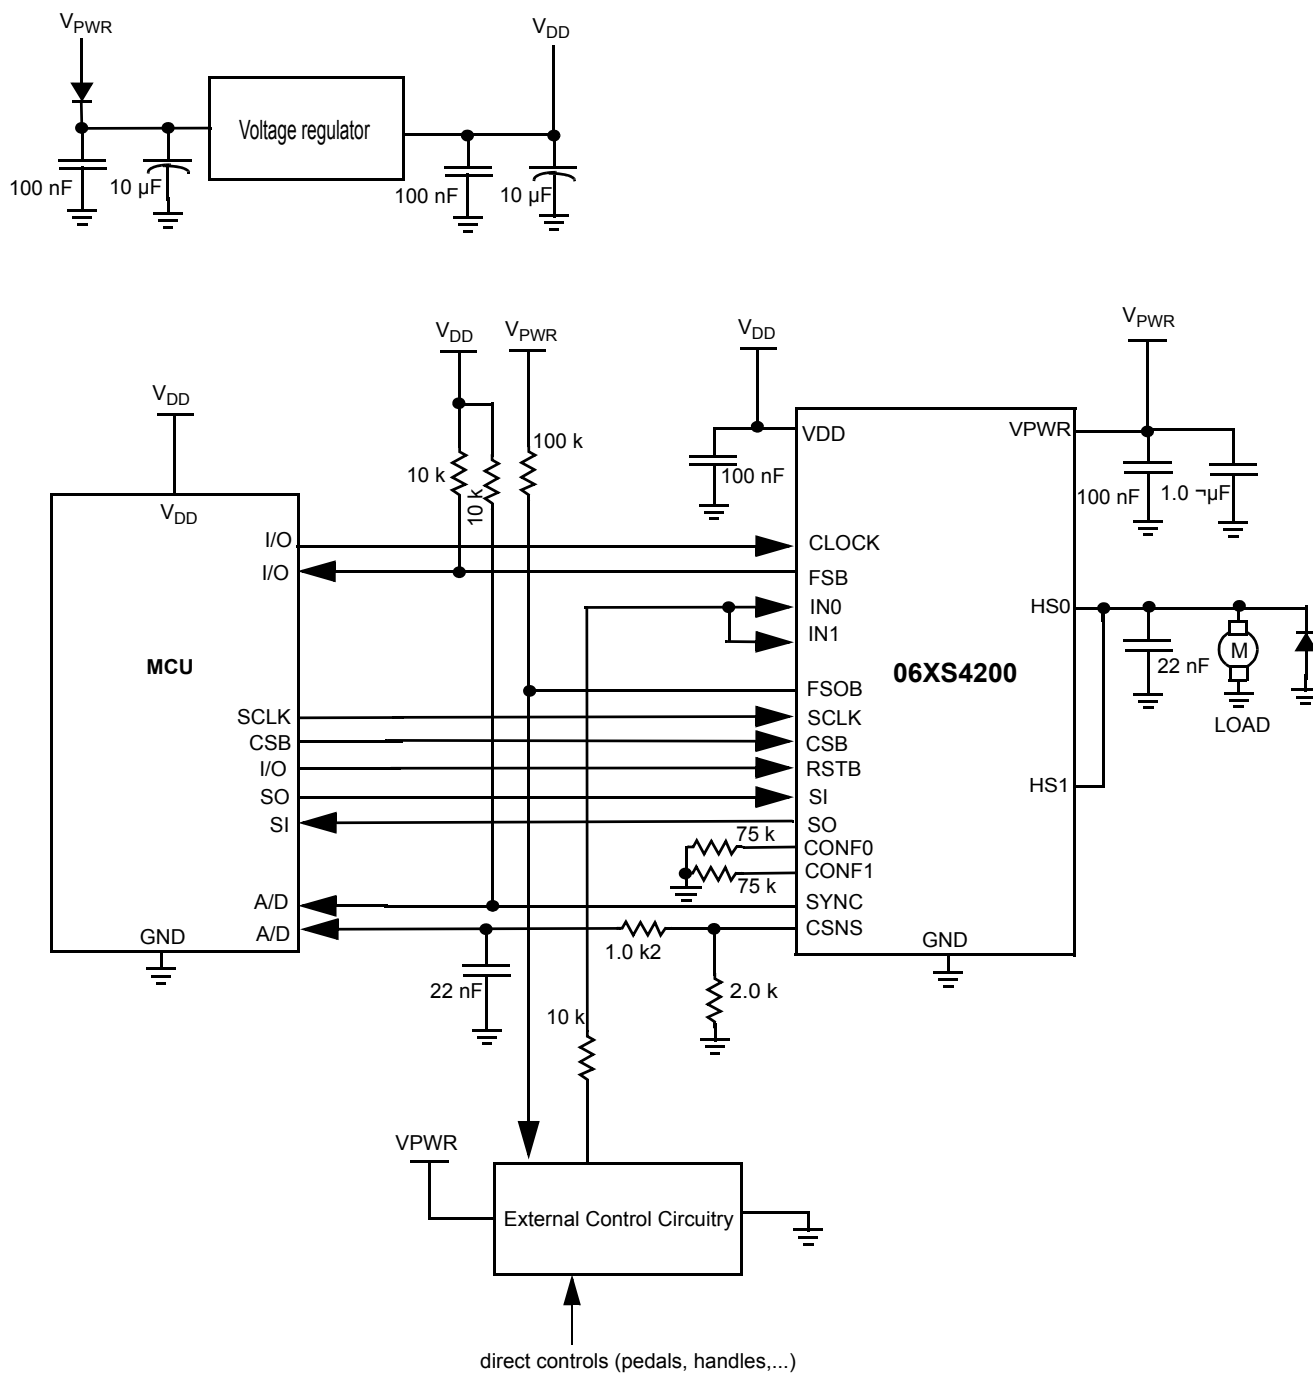 VPWR
VDD
Voltage regulator
100 nF
10 µF
100 nF
10 µF
VDD
VPWR
VDD
VPWR
VDD
100 k
10 k
10 k
VDD
VPWR
100 nF
100 nF
1.0 ¬µF
VDD
I/O
CLOCK
I/O
FSB
IN0
HS0
IN1
MCU
06XS4200
M
22 nF
FSOB
LOAD
SCLK
SCLK
CSB
CSB
I/O
RSTB
HS1
SO
SI
SI
SO
75 k
CONF0
CONF1
75 k
A/D
SYNC
A/D
CSNS
GND
GND
1.0 k2
22 nF
2.0 k
10 k
VPWR
External Control Circuitry
direct controls (pedals, handles,...)